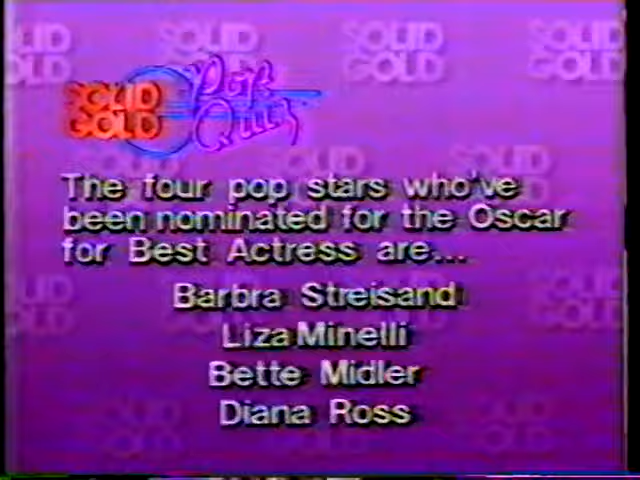 SOLID GOLD
Pop Quiz
The four pop stars who've
been nominated for the Oscar
for Best Actress are...
Barbra Streisand
Liza Minelli
Bette Midler
Diana Ross